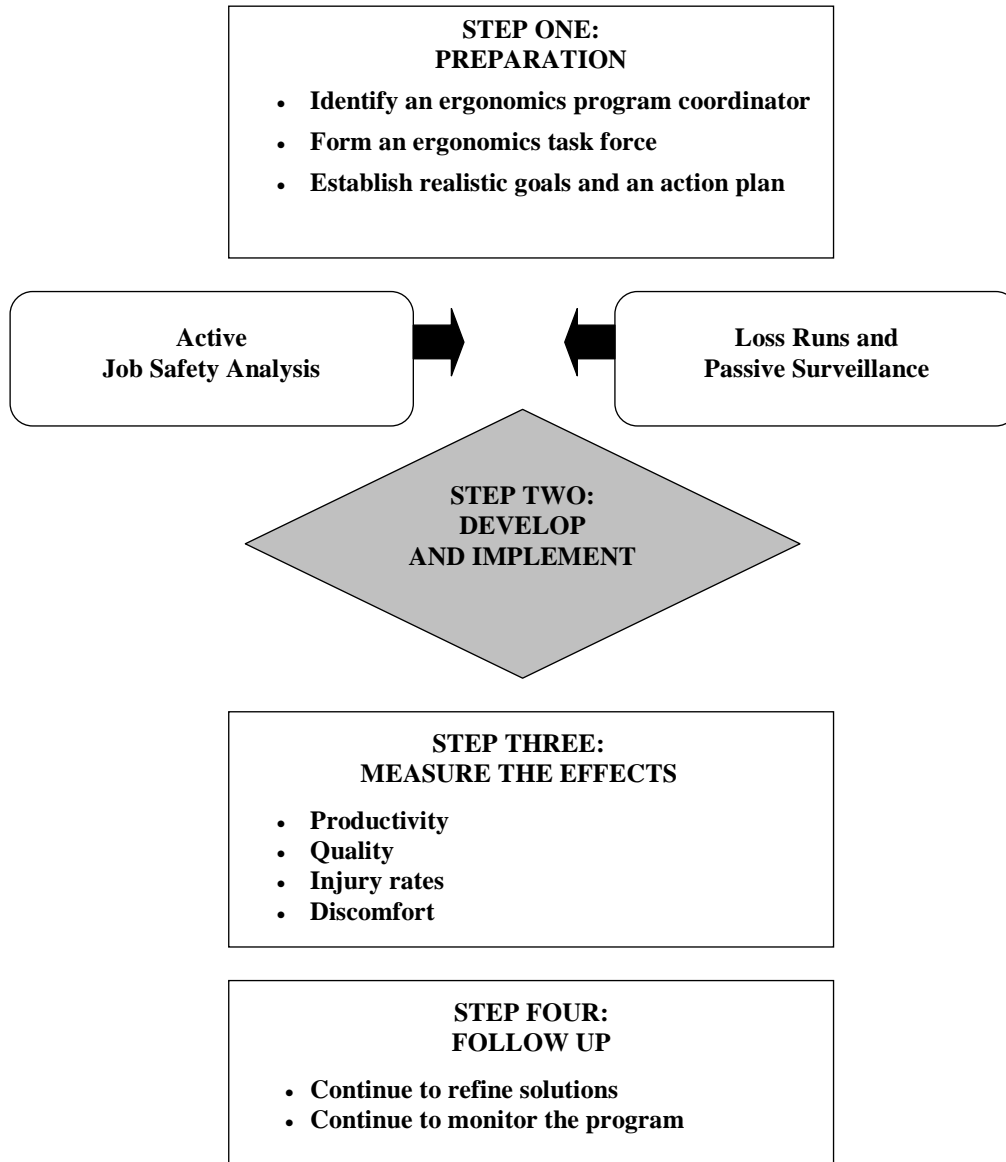 STEP ONE:
PREPARATION
• Identify an ergonomics program coordinator
• Form an ergonomics task force
• Establish realistic goals and an action plan
Active
Job Safety Analysis
Loss Runs and
Passive Surveillance
STEP TWO:
DEVELOP
AND IMPLEMENT
STEP THREE:
MEASURE THE EFFECTS
• Productivity
• Quality
• Injury rates
• Discomfort
STEP FOUR:
FOLLOW UP
• Continue to refine solutions
• Continue to monitor the program